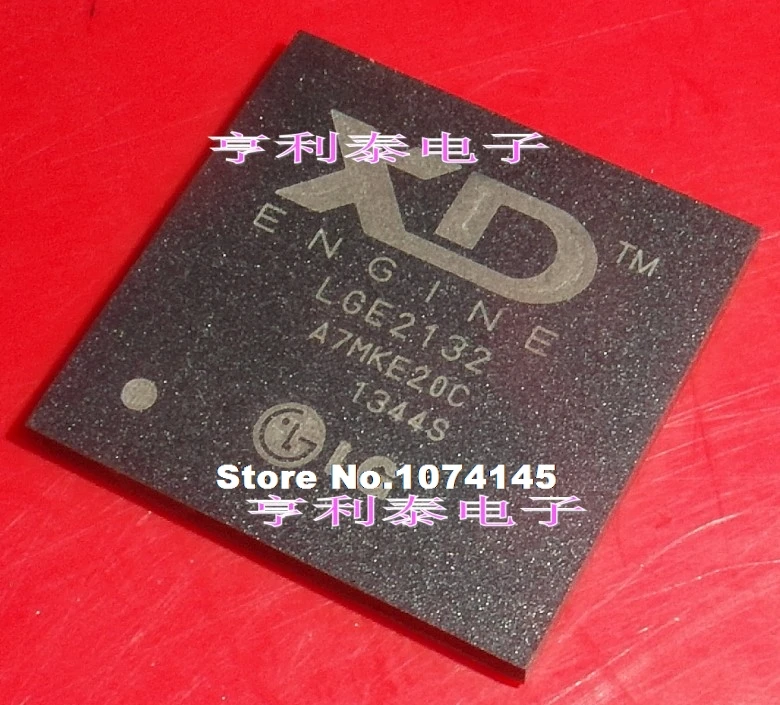 亨利泰电子
XD
TM
ENGINE
LGE2132
A7MKE20C
1344S
LG
Store No.1074145
亨利泰电子